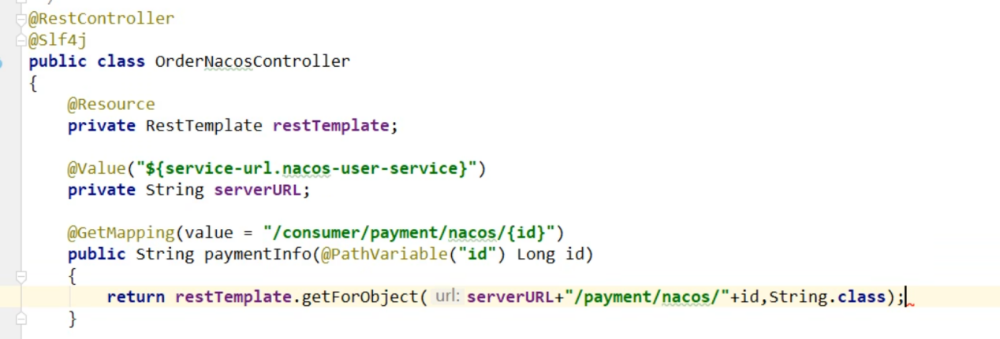 @RestController
@Slf4j
public class OrderNacosController
{
    @Resource
    private RestTemplate restTemplate;

    @Value("${service-url.nacos-user-service}")
    private String serverURL;

    @GetMapping(value = "/consumer/payment/nacos/{id}")
    public String paymentInfo(@PathVariable("id") Long id)
    {
        return restTemplate.getForObject( url: serverURL+"/payment/nacos/"+id,String.class);
    }